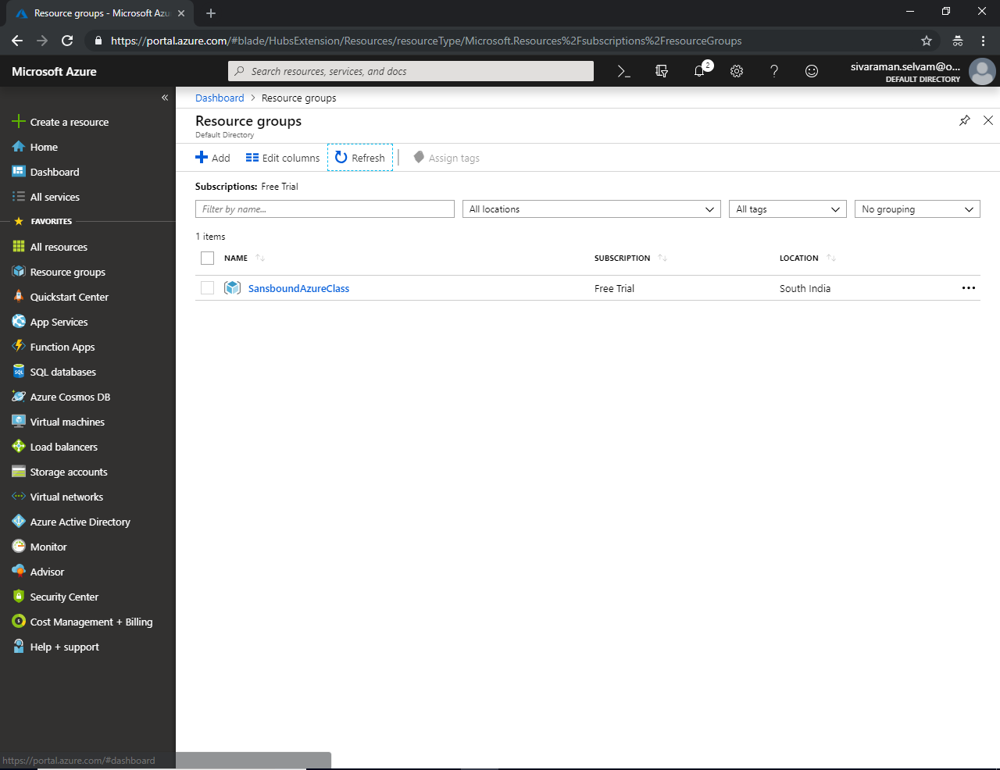 Resource groups - Microsoft Azu
https://portal.azure.com/#blade/HubsExtension/Resources/resourceType/Microsoft.Resources%2Fsubscriptions%2FresourceGroups
Microsoft Azure
Search resources, services, and docs
2
sivaraman.selvam@o...
DEFAULT DIRECTORY
Create a resource
Home
Dashboard
All services
FAVORITES
All resources
Resource groups
Quickstart Center
App Services
Function Apps
SQL databases
Azure Cosmos DB
Virtual machines
Load balancers
Storage accounts
Virtual networks
Azure Active Directory
Monitor
Advisor
Security Center
Cost Management + Billing
Help + support
Dashboard > Resource groups
Resource groups
Default Directory
Add Edit columns Refresh Assign tags
Subscriptions: Free Trial
Filter by name... All locations All tags No grouping
1 items
NAME SUBSCRIPTION LOCATION
SansboundAzureClass Free Trial South India
https://portal.azure.com/#dashboard